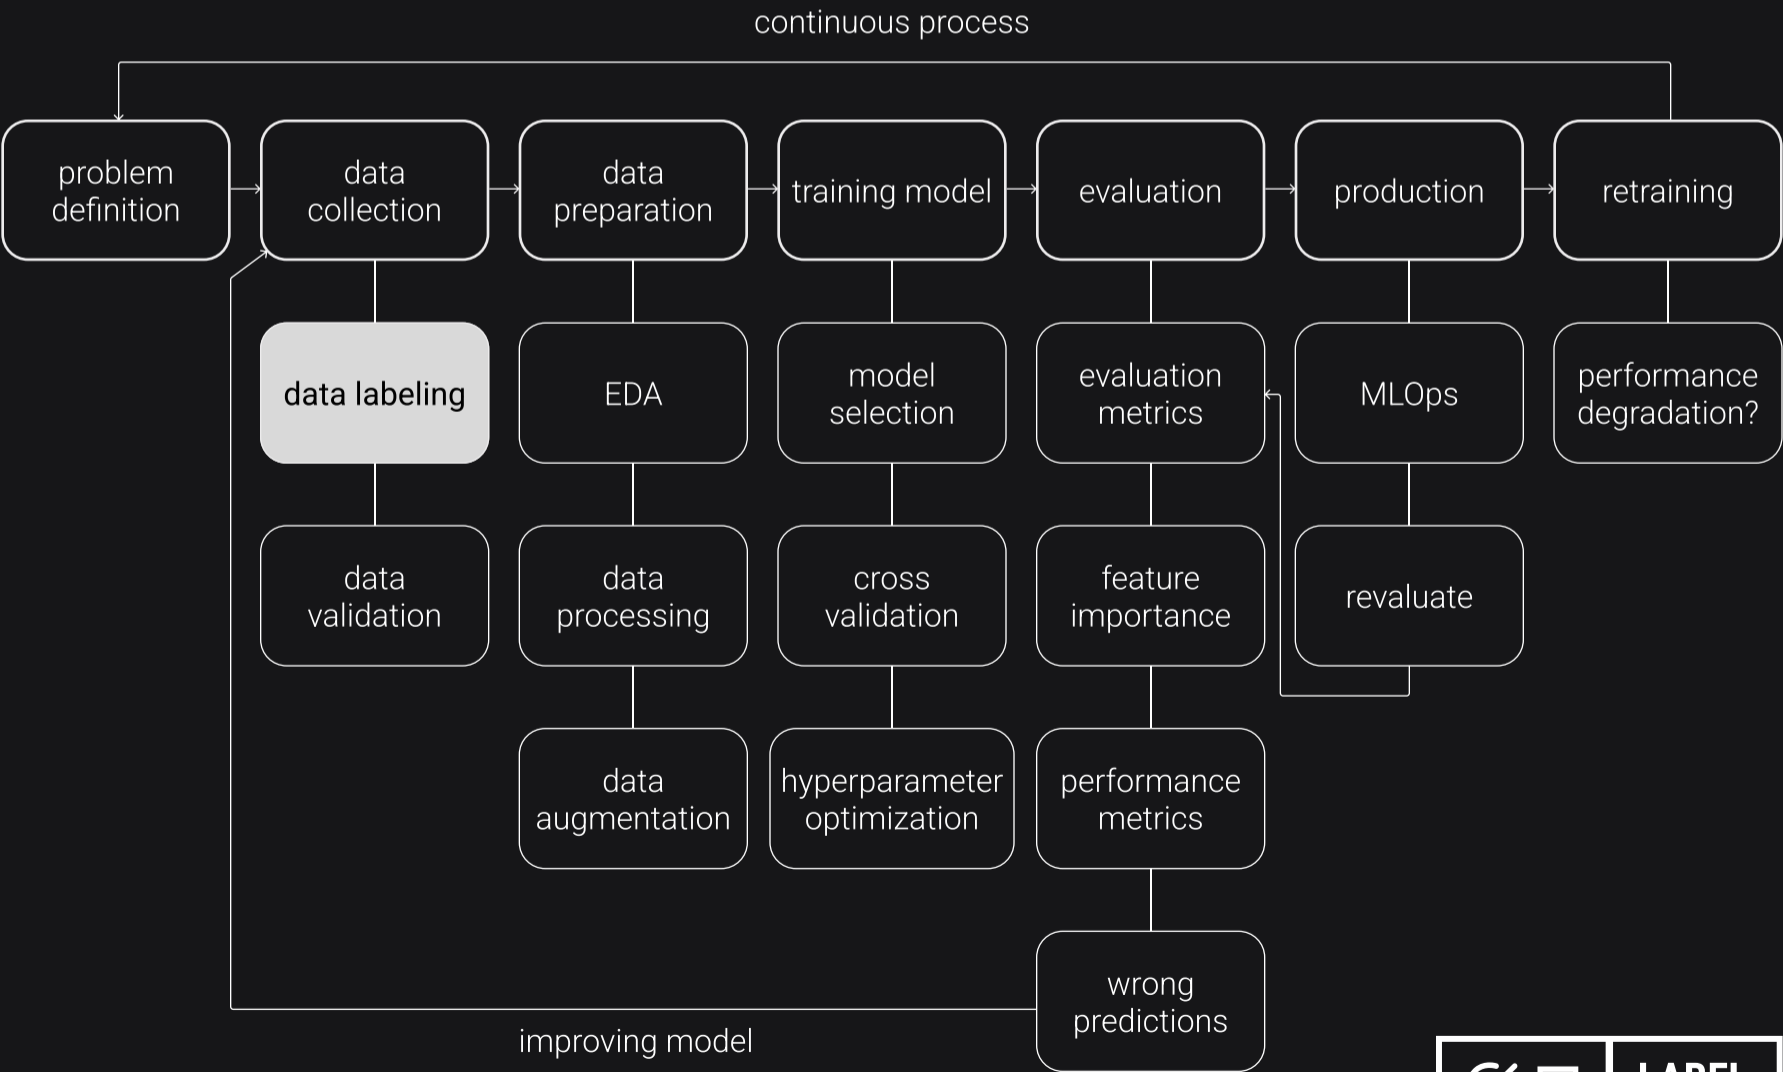 continuous process
problem
definition
data
collection
data
preparation
training model
evaluation
production
retraining
data labeling
EDA
model
selection
evaluation
metrics
MLOps
performance
degradation?
data
validation
data
processing
cross
validation
feature
importance
revaluate
data
augmentation
hyperparameter
optimization
performance
metrics
wrong
predictions
improving model
LABEL